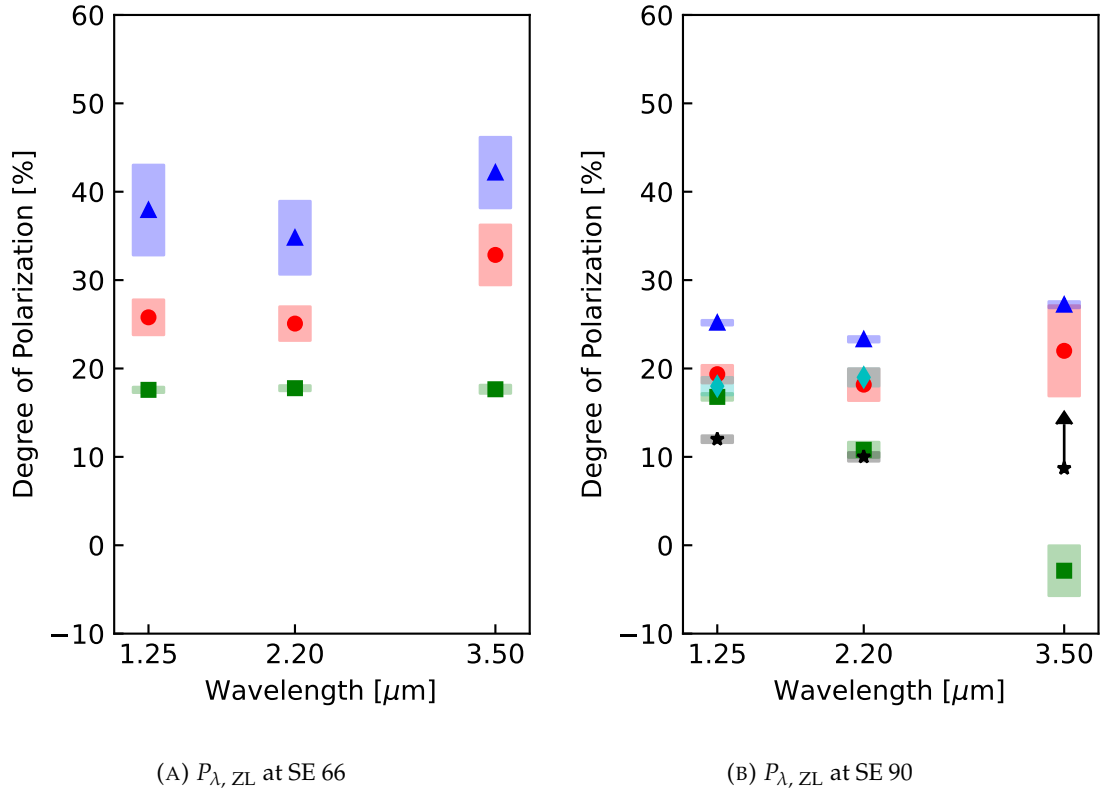 60
50
40
30
20
10
0
−10
Degree of Polarization [%]
1.25 2.20 3.50
Wavelength [μm]
(A) P_λ, ZL at SE 66
60
50
40
30
20
10
0
−10
Degree of Polarization [%]
1.25 2.20 3.50
Wavelength [μm]
(B) P_λ, ZL at SE 90